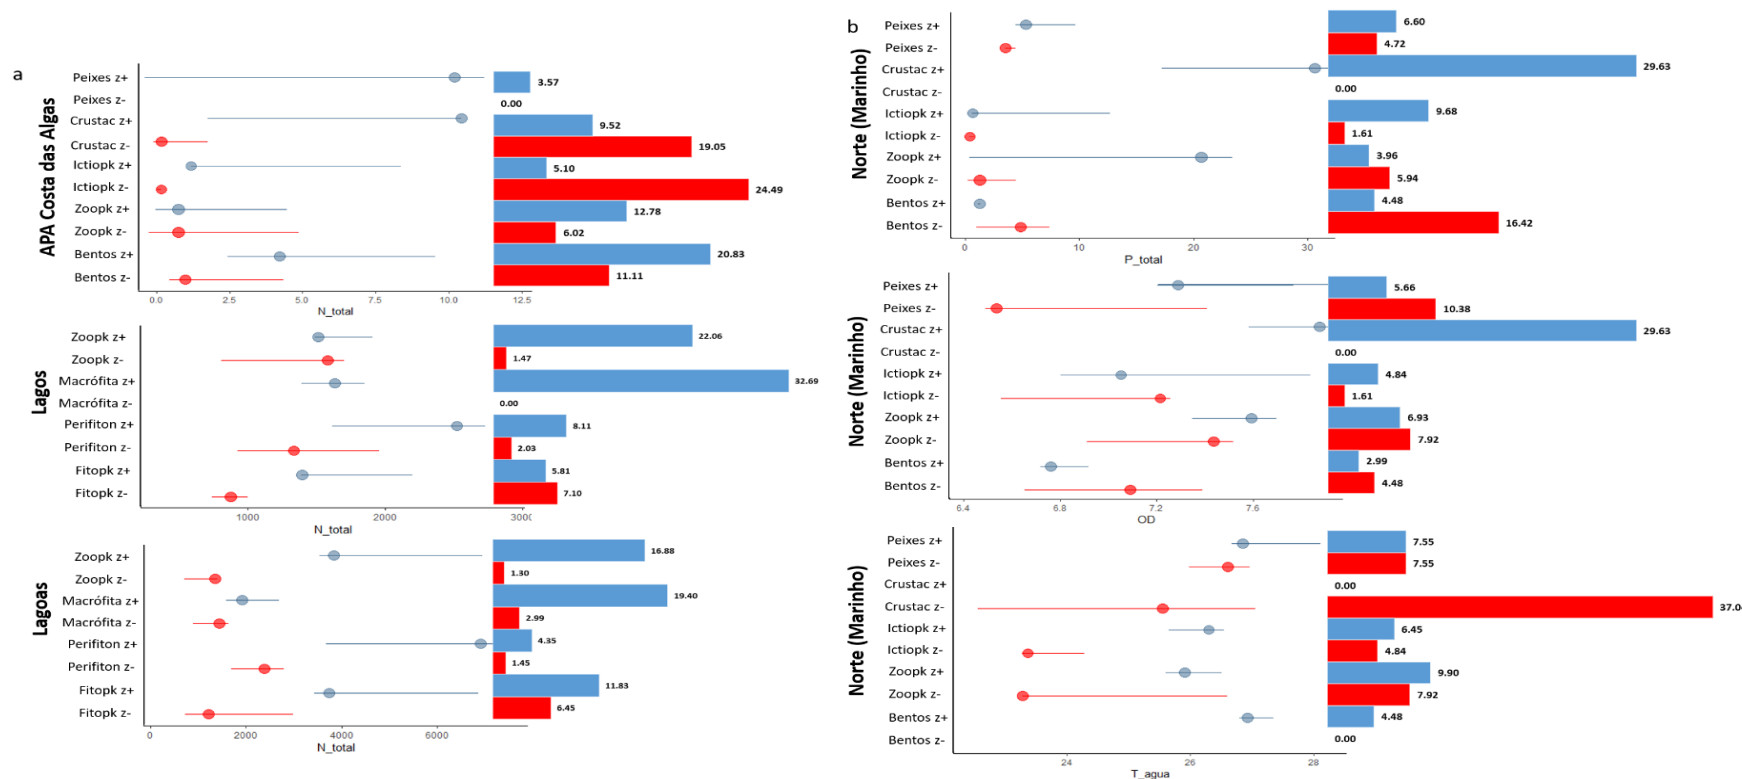 a
APA Costa das Algas
Peixes z+
3.57
Peixes z-
0.00
Crustac z+
9.52
Crustac z-
19.05
Ictiopk z+
5.10
Ictiopk z-
24.49
Zoopk z+
12.78
Zoopk z-
6.02
Bentos z+
20.83
Bentos z-
11.11
0.0 2.5 5.0 7.5 10.0 12.5
N_total
Lagos
Zoopk z+
22.06
Zoopk z-
1.47
Macrófita z+
32.69
Macrófita z-
0.00
Perifiton z+
8.11
Perifiton z-
2.03
Fitopk z+
5.81
Fitopk z-
7.10
1000 2000 3000
N_total
Lagoas
Zoopk z+
16.88
Zoopk z-
1.30
Macrófita z+
19.40
Macrófita z-
2.99
Perifiton z+
4.35
Perifiton z-
1.45
Fitopk z+
11.83
Fitopk z-
6.45
0 2000 4000 6000
N_total
b
Norte (Marinho)
Peixes z+
6.60
Peixes z-
4.72
Crustac z+
29.63
Crustac z-
0.00
Ictiopk z+
9.68
Ictiopk z-
1.61
Zoopk z+
3.96
Zoopk z-
5.94
Bentos z+
4.48
Bentos z-
16.42
0 10 20 30
P_total
Norte (Marinho)
Peixes z+
5.66
Peixes z-
10.38
Crustac z+
29.63
Crustac z-
0.00
Ictiopk z+
4.84
Ictiopk z-
1.61
Zoopk z+
6.93
Zoopk z-
7.92
Bentos z+
2.99
Bentos z-
4.48
6.4 6.8 7.2 7.6
OD
Norte (Marinho)
Peixes z+
7.55
Peixes z-
7.55
Crustac z+
0.00
Crustac z-
37.0
Ictiopk z+
6.45
Ictiopk z-
4.84
Zoopk z+
9.90
Zoopk z-
7.92
Bentos z+
4.48
Bentos z-
0.00
24 26 28
T_agua